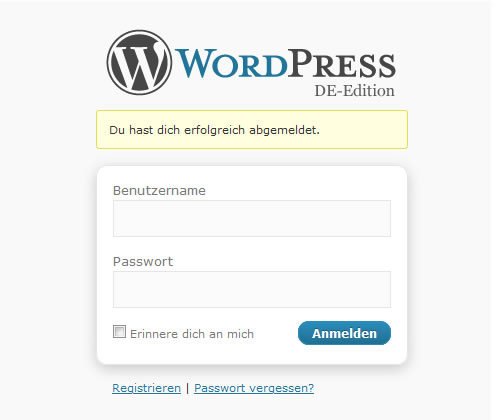 WORDPRESS
DE-Edition
Du hast dich erfolgreich abgemeldet.
Benutzername
Passwort
Erinnere dich an mich
Anmelden
Registrieren | Passwort vergessen?